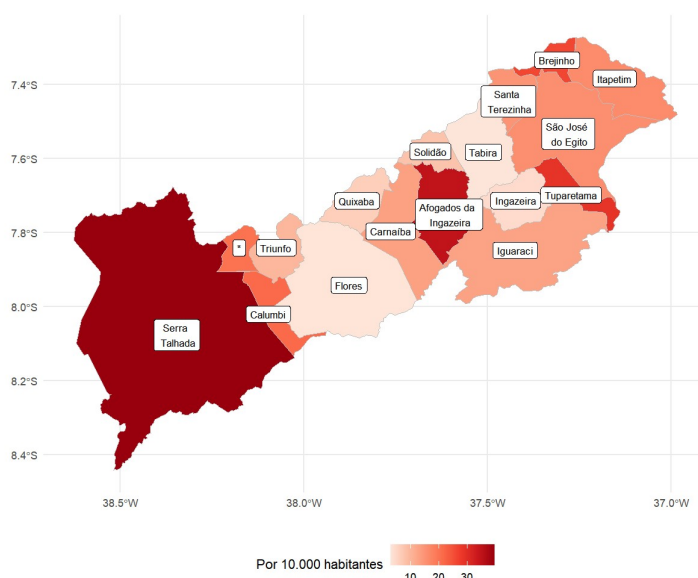 7.4°S
7.6°S
7.8°S
8.0°S
8.2°S
8.4°S
Brejinho
Itapetim
Santa
Terezinha
São José
do Egito
Solidão
Tabira
Quixaba
Afogados da
Ingazeira
Ingazeira
Tuparetama
Carnaíba
*
Triunfo
Iguaraci
Flores
Calumbi
Serra
Talhada
38.5°W
38.0°W
37.5°W
37.0°W
Por 10.000 habitantes
10
20
30